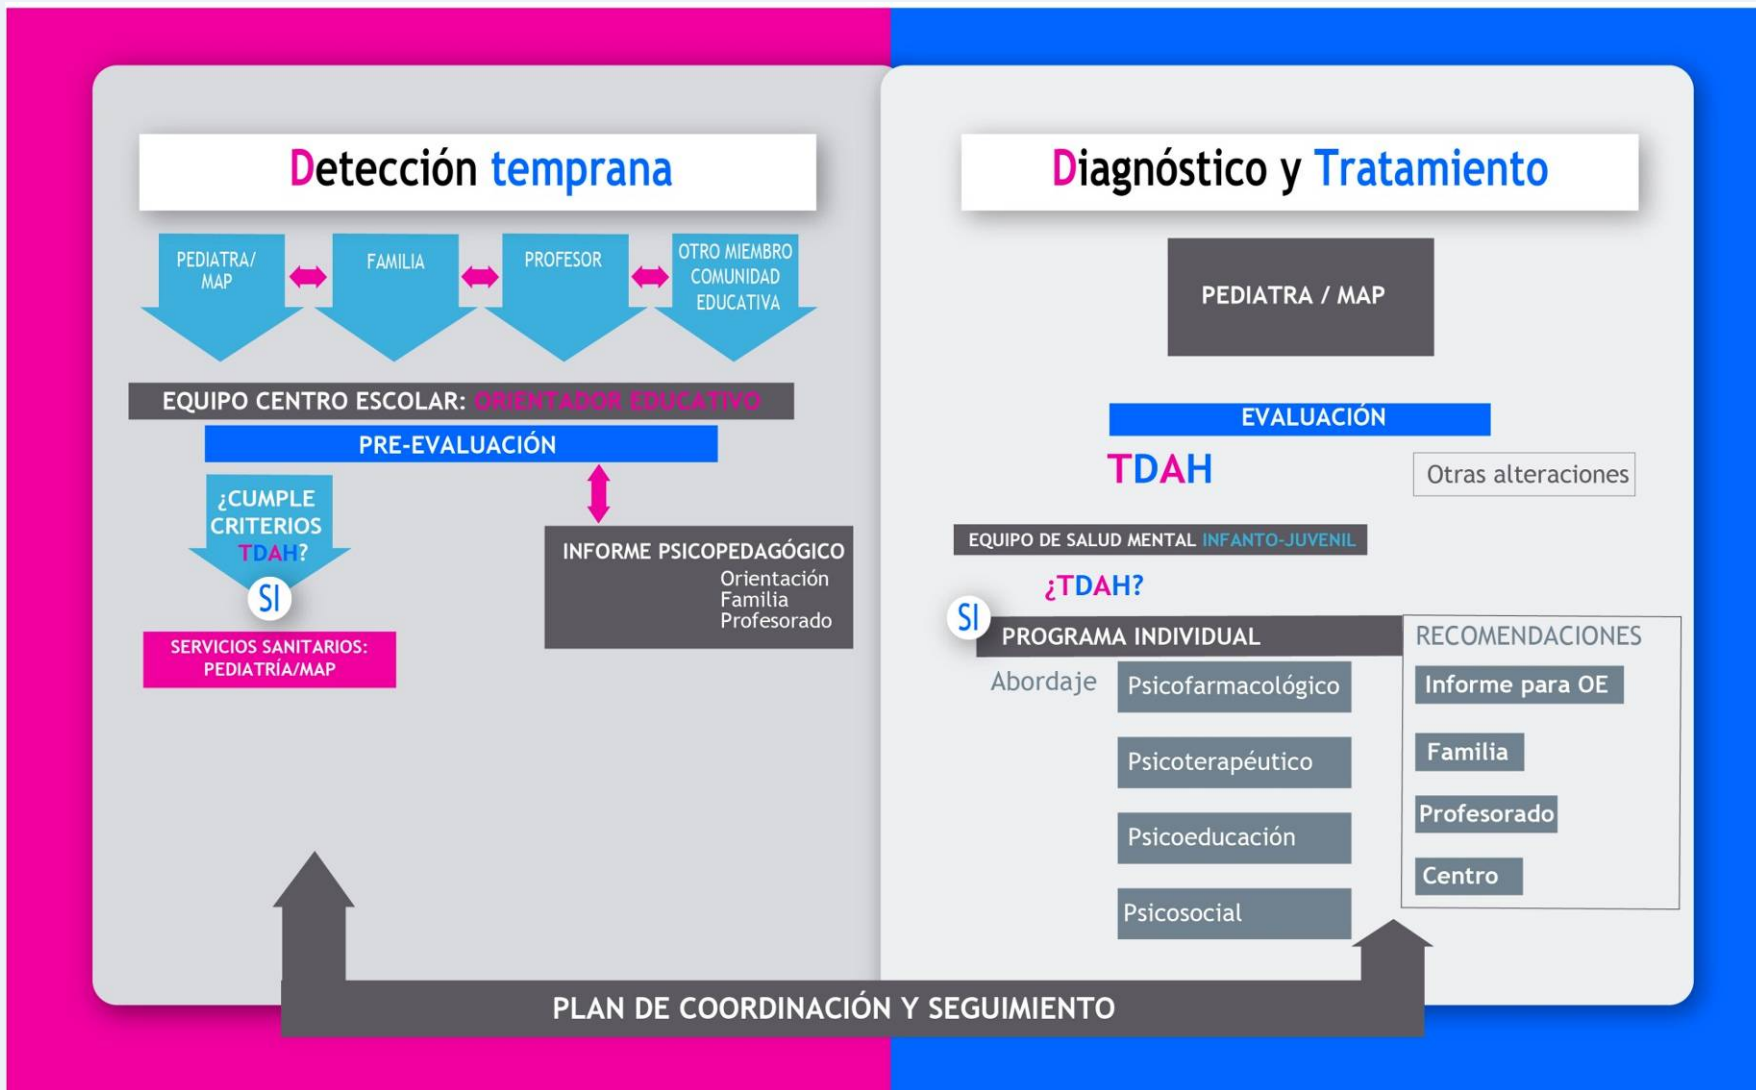 Detección temprana
PEDIATRA/
MAP
FAMILIA
PROFESOR
OTRO MIEMBRO
COMUNIDAD
EDUCATIVA
EQUIPO CENTRO ESCOLAR: ORIENTADOR EDUCATIVO
PRE-EVALUACIÓN
¿CUMPLE
CRITERIOS
TDAH?
SI
SERVICIOS SANITARIOS:
PEDIATRÍA/MAP
INFORME PSICOPEDAGÓGICO
Orientación
Familia
Profesorado
Diagnóstico y Tratamiento
PEDIATRA / MAP
EVALUACIÓN
TDAH
Otras alteraciones
EQUIPO DE SALUD MENTAL INFANTO-JUVENIL
¿TDAH?
SI
PROGRAMA INDIVIDUAL
Abordaje
Psicofarmacológico
Psicoterapéutico
Psicoeducación
Psicosocial
RECOMENDACIONES
Informe para OE
Familia
Profesorado
Centro
PLAN DE COORDINACIÓN Y SEGUIMIENTO